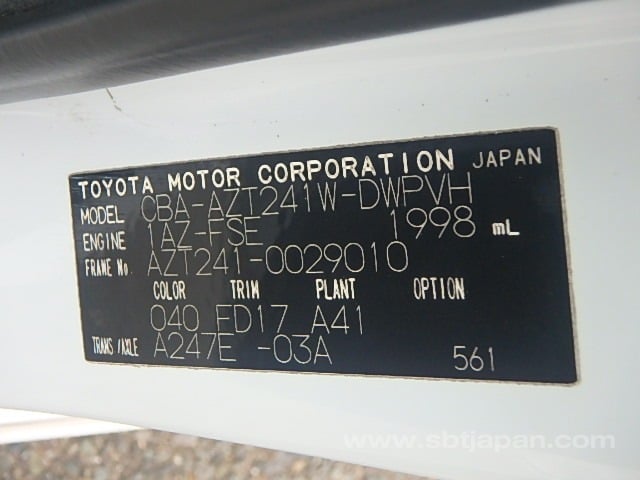 TOYOTA MOTOR CORPORATION JAPAN
MODEL CBA-AZT241W-DWPVH
ENGINE 1AZ-FSE 1998 mL
FRAME No. AZT241-0029010
COLOR TRIM PLANT OPTION
040 FD17 A41
TRANS/AXLE A247E -03A 561
www.sbtjapan.com